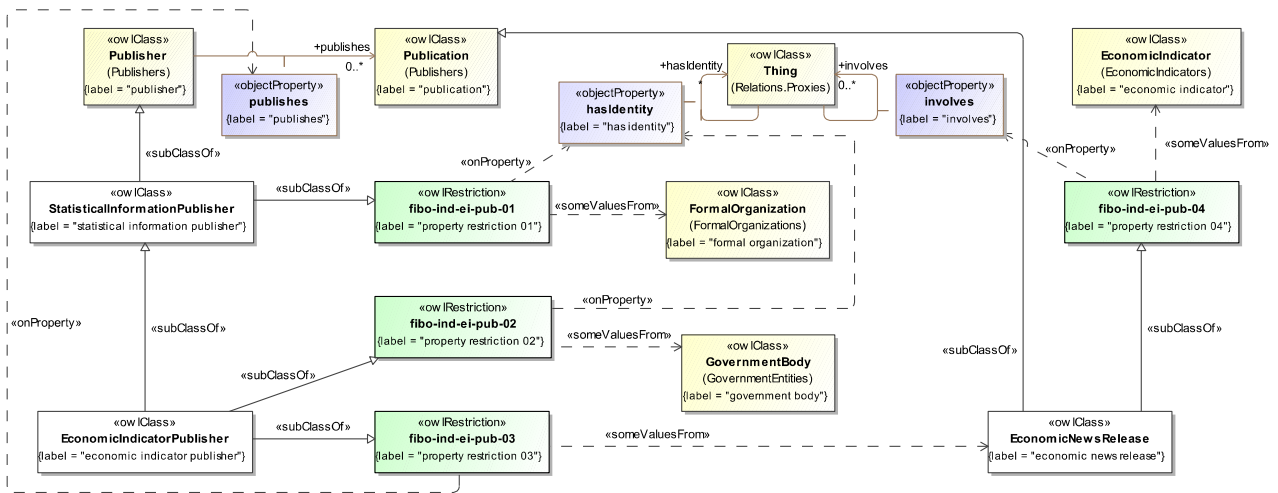 «owlClass»
Publisher
(Publishers)
{label = "publisher"}
+publishes
0..*
«owlClass»
Publication
(Publishers)
{label = "publication"}
«objectProperty»
publishes
{label = "publishes"}
«objectProperty»
hasIdentity
{label = "has identity"}
+hasIdentity
*
«owlClass»
Thing
(Relations.Proxies)
+involves
0..*
«objectProperty»
involves
{label = "involves"}
«owlClass»
EconomicIndicator
(EconomicIndicators)
{label = "economic indicator"}
«subClassOf»
«onProperty»
«onProperty»
«someValuesFrom»
«owlClass»
StatisticalInformationPublisher
{label = "statistical information publisher"}
«subClassOf»
«owlRestriction»
fibo-ind-ei-pub-01
{label = "property restriction 01"}
«someValuesFrom»
«owlClass»
FormalOrganization
(FormalOrganizations)
{label = "formal organization"}
«owlRestriction»
fibo-ind-ei-pub-04
{label = "property restriction 04"}
«onProperty»
«subClassOf»
«owlRestriction»
fibo-ind-ei-pub-02
{label = "property restriction 02"}
«onProperty»
«someValuesFrom»
«owlClass»
GovernmentBody
(GovernmentEntities)
{label = "government body"}
«subClassOf»
«subClassOf»
«subClassOf»
«owlClass»
EconomicIndicatorPublisher
{label = "economic indicator publisher"}
«subClassOf»
«owlRestriction»
fibo-ind-ei-pub-03
{label = "property restriction 03"}
«someValuesFrom»
«owlClass»
EconomicNewsRelease
{label = "economic news release"}